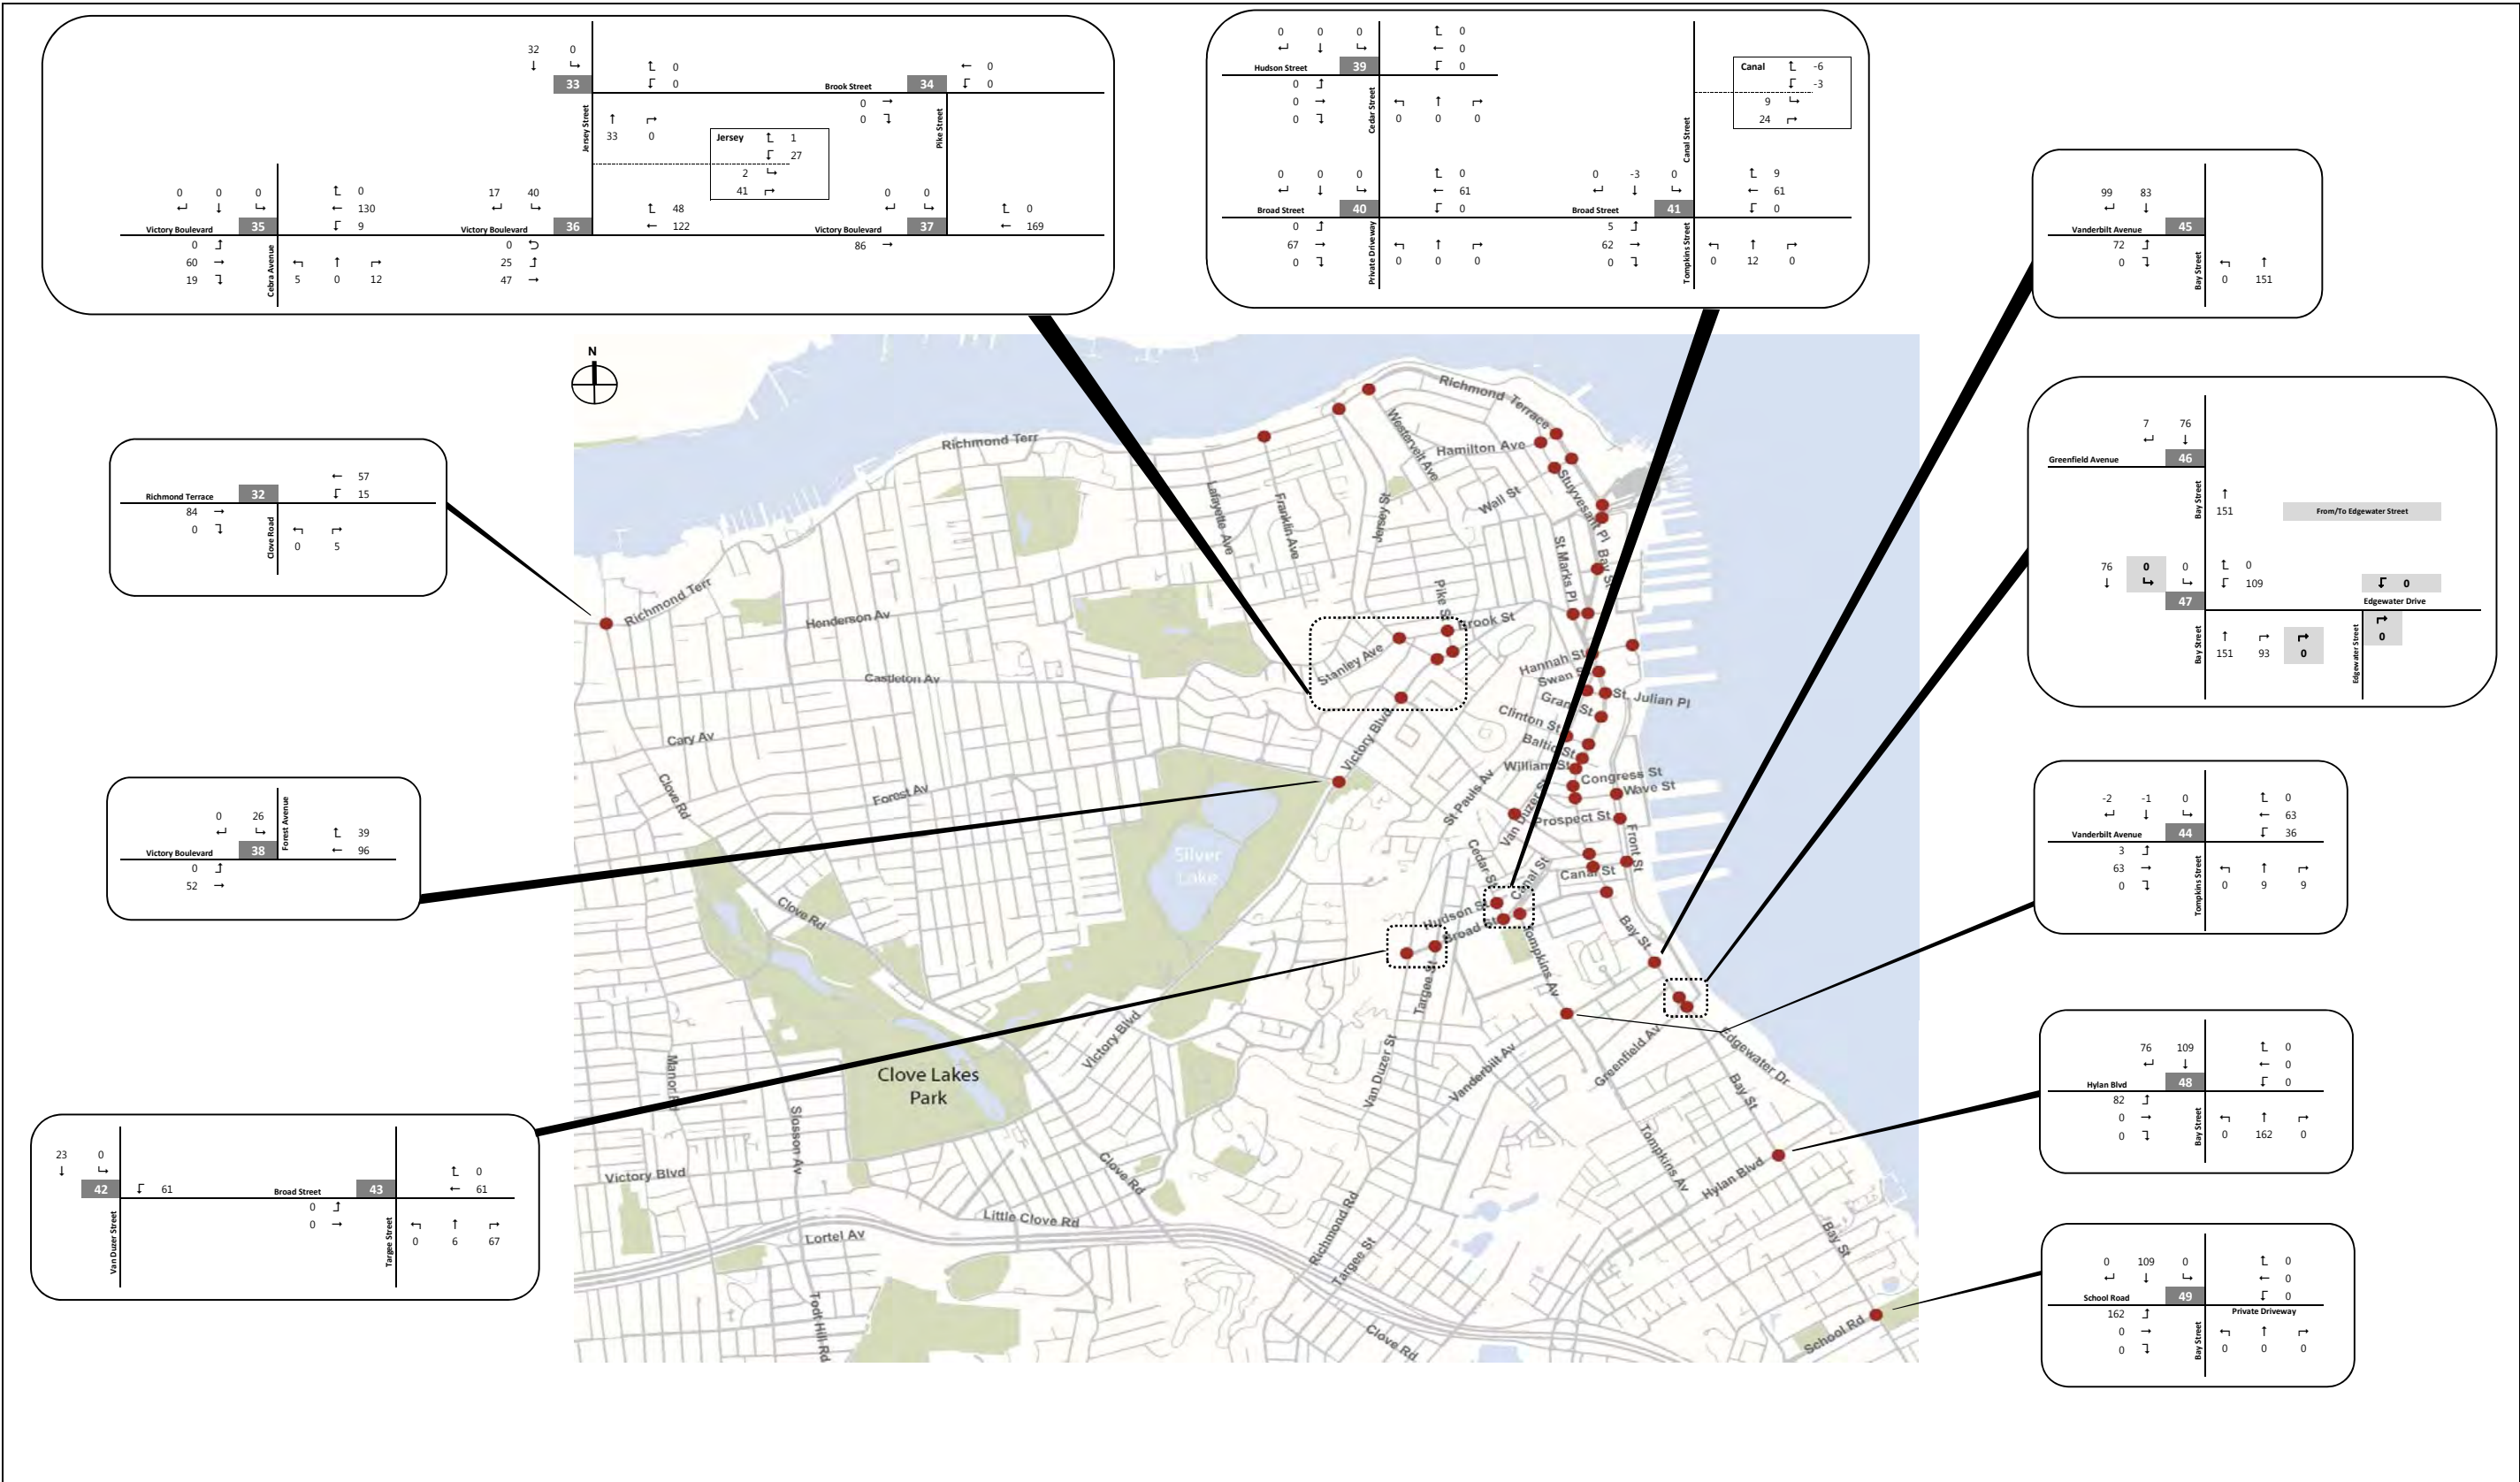 32 0
↓ ↳
33
↰ 0
↲ 0
Jersey Street
↑ ↱
33 0
Jersey 1
27
2
41
Brook Street 34
← 0
0
0 →
0
Pike Street
0 0 0
Victory Boulevard 35
0
← 130
9
0
60 →
19
Cebra Avenue
5 0 12
17 40
Victory Boulevard 36
48
← 122
0
25
47 →
0 0
Victory Boulevard 37
0
← 169
86 →
0 0 0
Hudson Street 39
0
← 0
0
0
0 →
0
Cedar Street
0 0 0
0 0 0
Broad Street 40
0
← 61
0
0
67 →
0
Private Driveway
0 0 0
Canal -6
-3
9
24
Canal Street
0 -3 0
Broad Street 41
9
← 61
0
5
62 →
0
Tompkins Street
0 12 0
99 83
Vanderbilt Avenue 45
72
0
Bay Street
0 151
7 76
Greenfield Avenue 46
Bay Street
↑
151
From/To Edgewater Street
76 0 0
47
0
109
0
Edgewater Drive
Bay Street
151 93 0
Edgewater Street
0
Richmond Terrace 32
← 57
15
84 →
0
Clove Road
0 5
0 26
Forest Avenue
Victory Boulevard 38
39
← 96
0
52 →
-2 -1 0
Vanderbilt Avenue 44
0
← 63
36
3
63 →
0
Tompkins Street
0 9 9
76 109
Hylan Blvd 48
0
← 0
0
82
0 →
0
Bay Street
0 162 0
23 0
42
61
Van Duzer Street
Broad Street 43
0
← 61
0
0 →
Targee Street
0 6 67
0 109 0
School Road 49
0
← 0
0
Private Driveway
162
0 →
0
Bay Street
0 0 0
N
Richmond Terrace
Richmond Terr
Hamilton Ave
Westervelt Ave
Wall St
Stuyvesant Pl
Lafayette Ave
Franklin Ave
Jersey St
St Marks Pl
Bay St
Richmond Terr
Henderson Av
Pike S
Brook St
Stanley Ave
Hannah St
Swan S
St. Julian Pl
Castleton Av
Gra St
Clinton St
Cary Av
Victory Blvd
Baltic St
William St
Congress St
Wave St
Clove Rd
Forest Av
St Pauls Av
Van Duzer St
Prospect St
Front St
Silver Lake
Cedar S
Canal St
Canal St
Clove Rd
Hudson S
Broad S
Tompkins Av
Bay St
Targee St
Manor R
Clove Lakes
Park
Victory Blvd
Van Duzer St
Vanderbilt Av
Greenfield Av
Edgewater Dr
Bay St
Slosson Av
Tompkins Av
Victory Blvd
Clove Rd
Hylan Blvd
Little Clove Rd
Lortel Av
Richmond Rd
Targee St
Bay St
Todt Hill Rd
Clove Rd
School Rd